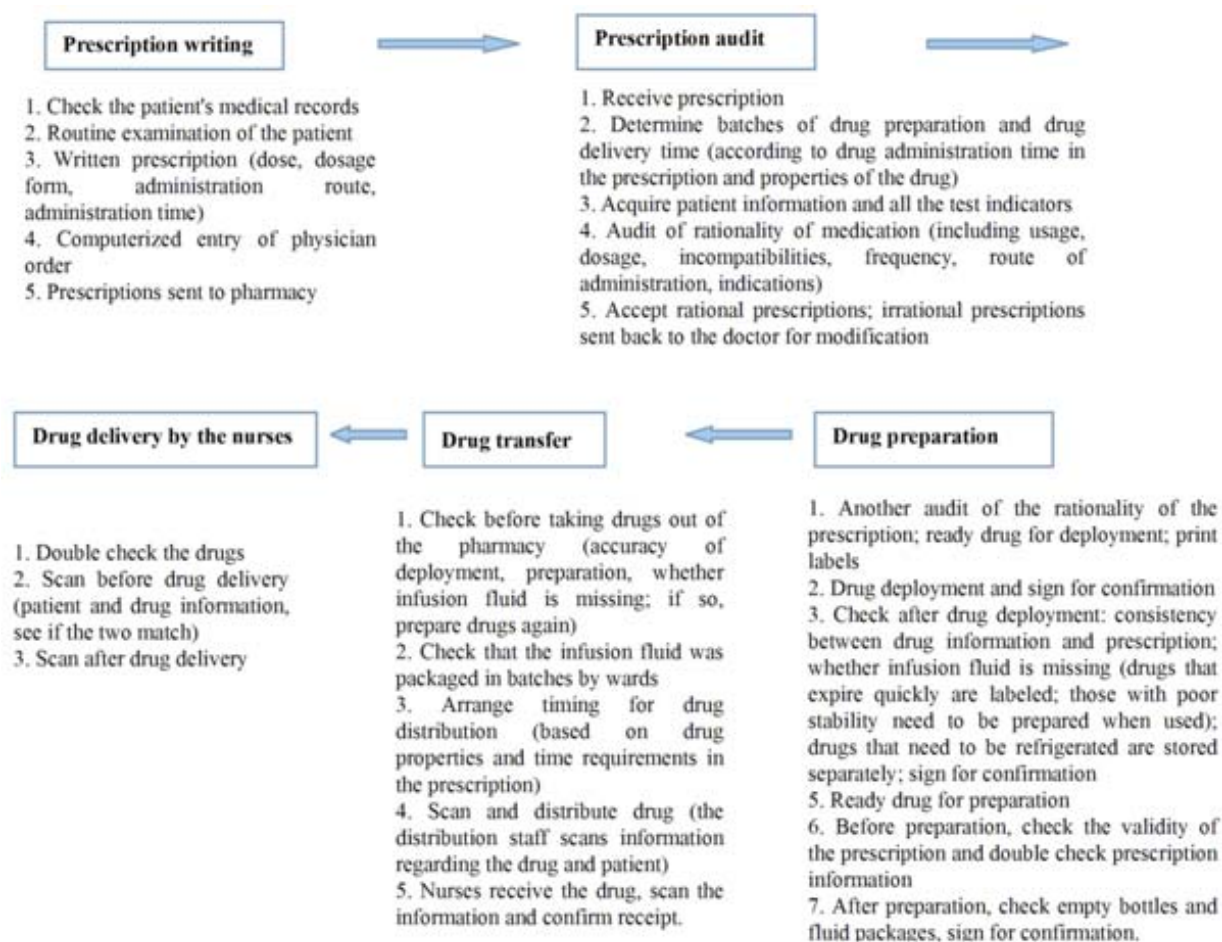 Prescription writing
1. Check the patient's medical records
2. Routine examination of the patient
3. Written prescription (dose, dosage
form, administration route,
administration time)
4. Computerized entry of physician
order
5. Prescriptions sent to pharmacy
Prescription audit
1. Receive prescription
2. Determine batches of drug preparation and drug
delivery time (according to drug administration time in
the prescription and properties of the drug)
3. Acquire patient information and all the test indicators
4. Audit of rationality of medication (including usage,
dosage, incompatibilities, frequency, route of
administration, indications)
5. Accept rational prescriptions; irrational prescriptions
sent back to the doctor for modification
Drug preparation
1. Another audit of the rationality of the
prescription; ready drug for deployment; print
labels
2. Drug deployment and sign for confirmation
3. Check after drug deployment: consistency
between drug information and prescription;
whether infusion fluid is missing (drugs that
expire quickly are labeled; those with poor
stability need to be prepared when used);
drugs that need to be refrigerated are stored
separately; sign for confirmation
5. Ready drug for preparation
6. Before preparation, check the validity of
the prescription and double check prescription
information
7. After preparation, check empty bottles and
fluid packages, sign for confirmation.
Drug transfer
1. Check before taking drugs out of
the pharmacy (accuracy of
deployment, preparation, whether
infusion fluid is missing; if so,
prepare drugs again)
2. Check that the infusion fluid was
packaged in batches by wards
3. Arrange timing for drug
distribution (based on drug
properties and time requirements in
the prescription)
4. Scan and distribute drug (the
distribution staff scans information
regarding the drug and patient)
5. Nurses receive the drug, scan the
information and confirm receipt.
Drug delivery by the nurses
1. Double check the drugs
2. Scan before drug delivery
(patient and drug information,
see if the two match)
3. Scan after drug delivery